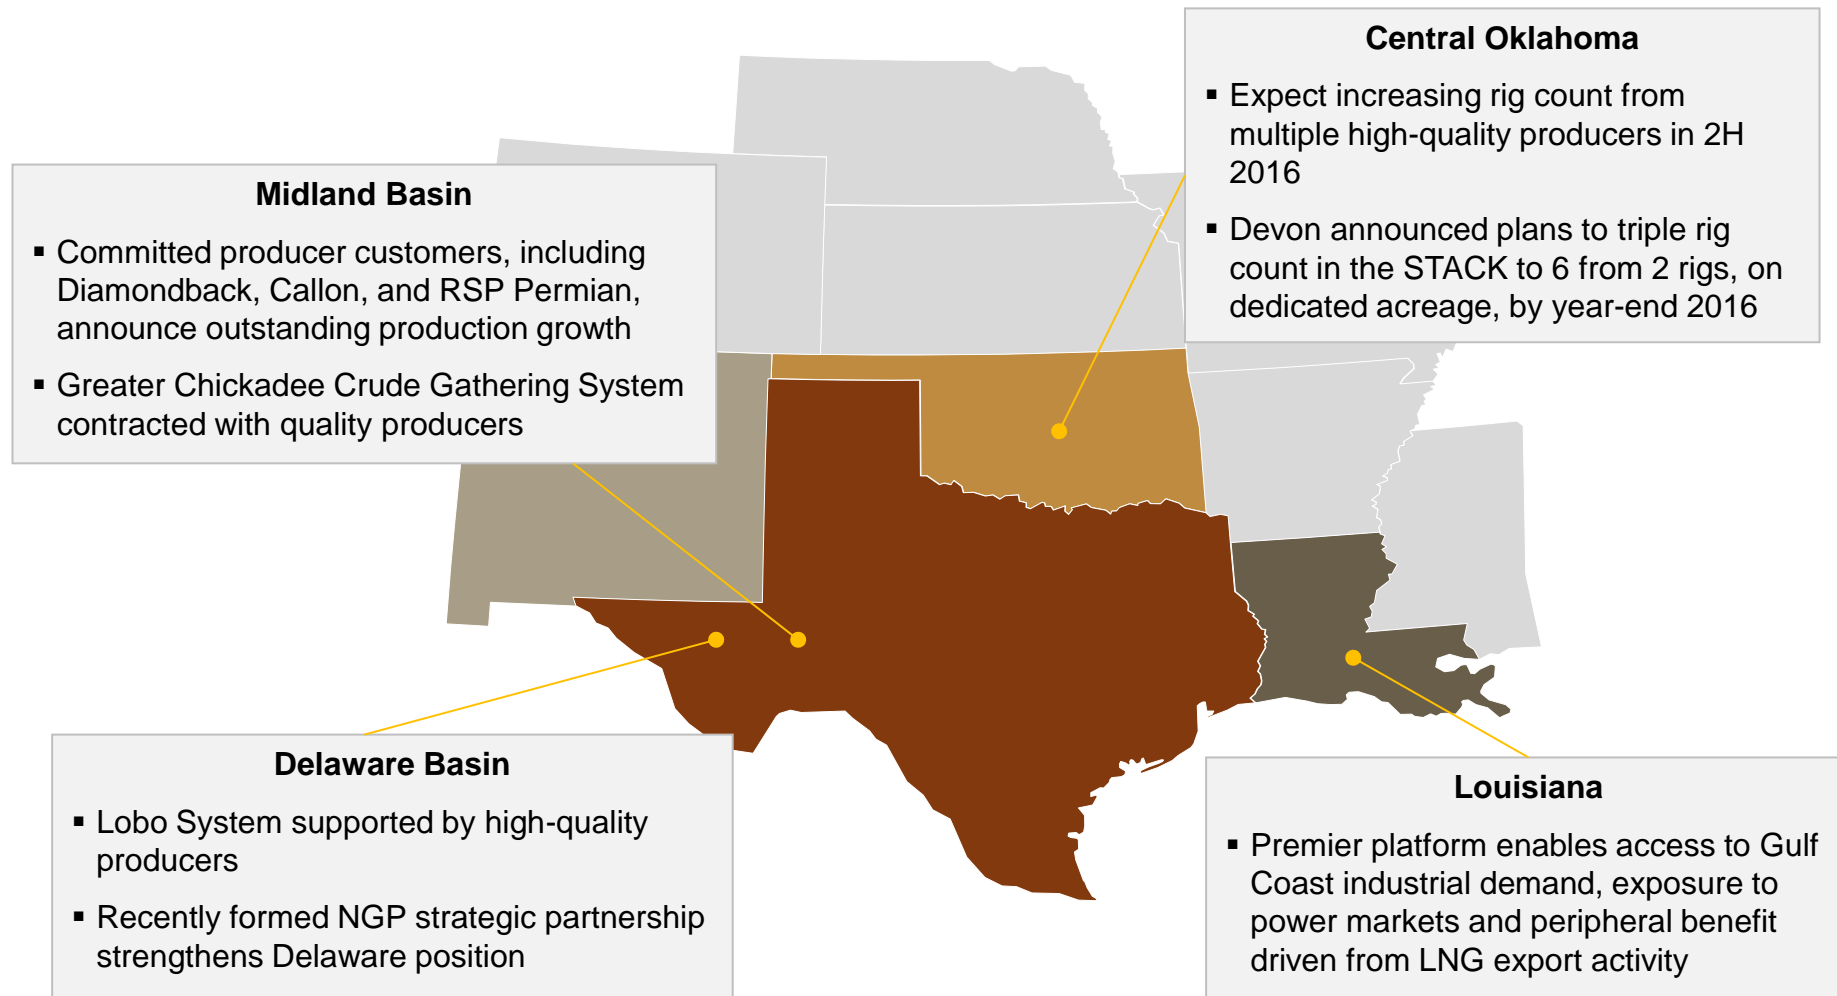 Central Oklahoma
▪ Expect increasing rig count from
multiple high-quality producers in 2H
2016
▪ Devon announced plans to triple rig
count in the STACK to 6 from 2 rigs, on
dedicated acreage, by year-end 2016
Midland Basin
▪ Committed producer customers, including
Diamondback, Callon, and RSP Permian,
announce outstanding production growth
▪ Greater Chickadee Crude Gathering System
contracted with quality producers
Delaware Basin
▪ Lobo System supported by high-quality
producers
▪ Recently formed NGP strategic partnership
strengthens Delaware position
Louisiana
▪ Premier platform enables access to Gulf
Coast industrial demand, exposure to
power markets and peripheral benefit
driven from LNG export activity